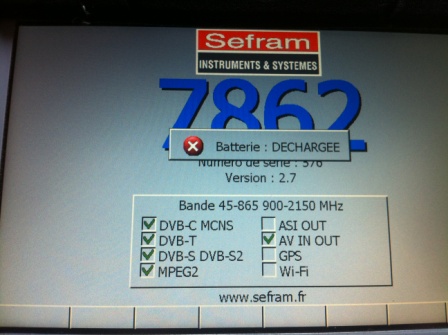 Sefram
INSTRUMENTS & SYSTEMES
7862
Batterie : DECHARGEE
Numéro de série : 576
Version : 2.7
Bande 45-865 900-2150 MHz
DVB-C MCNS
ASI OUT
DVB-T
AV IN OUT
DVB-S DVB-S2
GPS
MPEG2
Wi-Fi
www.sefram.fr